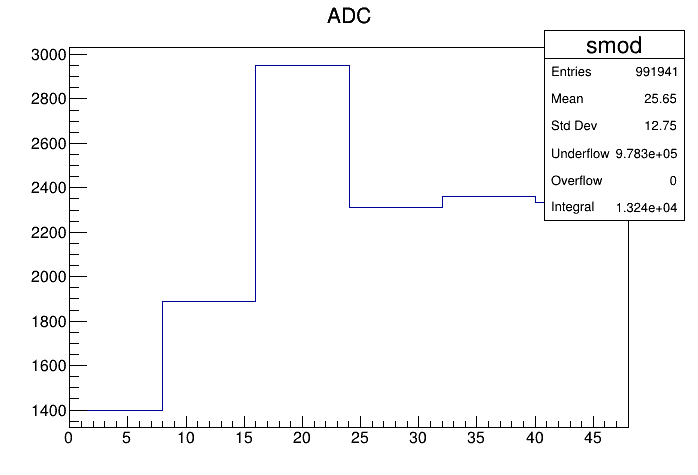 ADC
smod
Entries 991941
Mean 25.65
Std Dev 12.75
Underflow 9.783e+05
Overflow 0
Integral 1.324e+04
3000
2800
2600
2400
2200
2000
1800
1600
1400
0 5 10 15 20 25 30 35 40 45